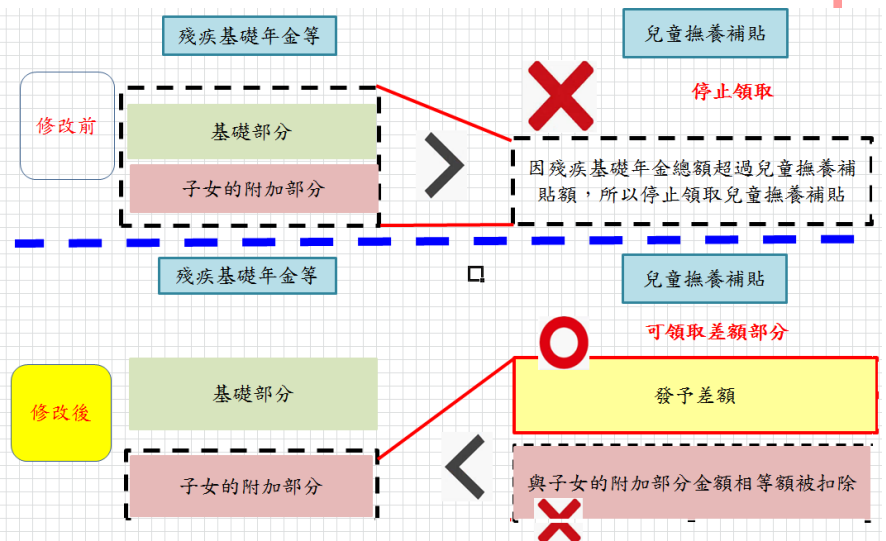 殘疾基礎年金等
兒童撫養補貼
修改前
停止領取
基礎部分
子女的附加部分
因殘疾基礎年金總額超過兒童撫養補
貼額，所以停止領取兒童撫養補貼
殘疾基礎年金等
兒童撫養補貼
可領取差額部分
修改後
基礎部分
發予差額
子女的附加部分
與子女的附加部分金額相等額被扣除